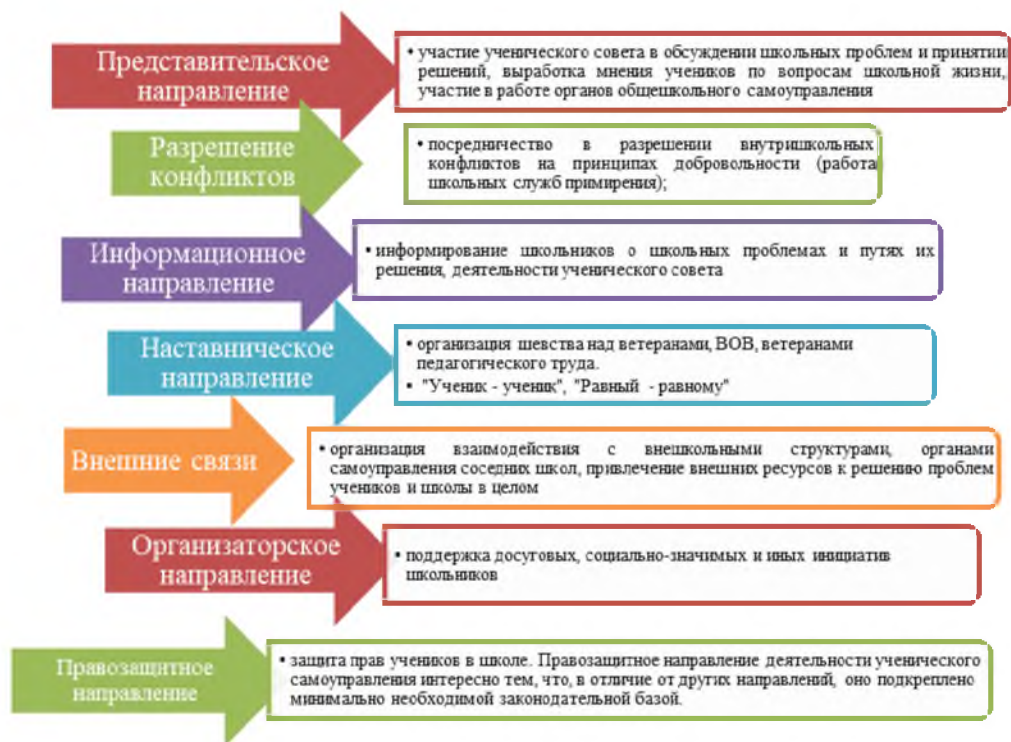 Представительское
направление
• участие ученического совета в обсуждении школьных проблем и принятии
решений, выработка мнения учеников по вопросам школьной жизни,
участие в работе органов общешкольного самоуправления
Разрешение
конфликтов
• посредничество в разрешении внутришкольных
конфликтов на принципах добровольности (работа
школьных служб примирения);
Информационное
направление
• информирование школьников о школьных проблемах и путях их
решения, деятельности ученического совета
Наставническое
направление
• организация шевства над ветеранами, ВОВ, ветеранами
педагогического труда.
• "Ученик - ученик", "Равный - равному"
Внешние связи
• организация взаимодействия с внешкольными структурами, органами
самоуправления соседних школ, привлечение внешних ресурсов к решению проблем
учеников и школы в целом
Организаторское
направление
• поддержка досуговых, социально-значимых и иных инициатив
школьников
Правозащитное
направление
• защита прав учеников в школе. Правозащитное направление деятельности ученического
самоуправления интересно тем, что, в отличие от других направлений, оно подкреплено
минимально необходимой законодательной базой.